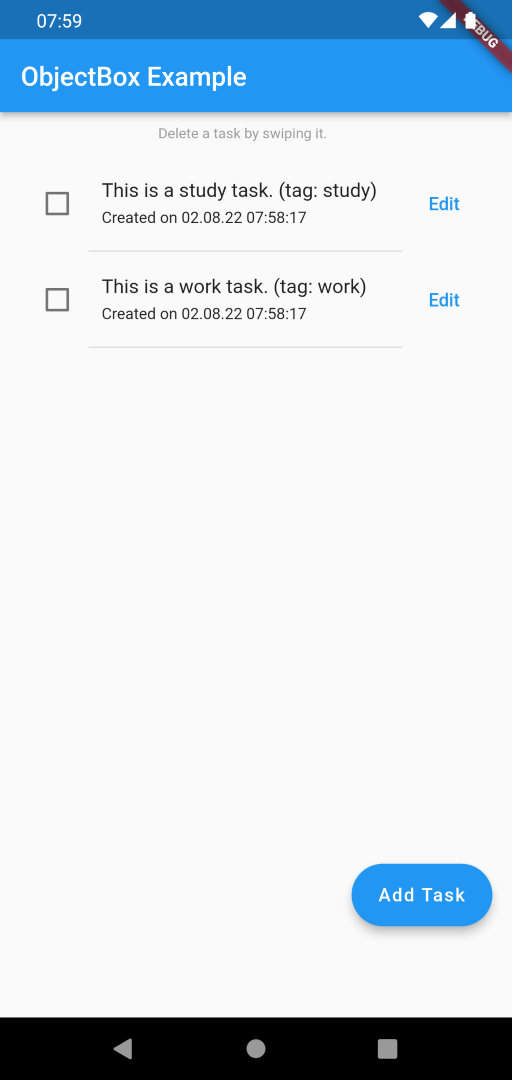 07:59
ObjectBox Example
Delete a task by swiping it.
This is a study task. (tag: study)
Created on 02.08.22 07:58:17
Edit
This is a work task. (tag: work)
Created on 02.08.22 07:58:17
Edit
Add Task